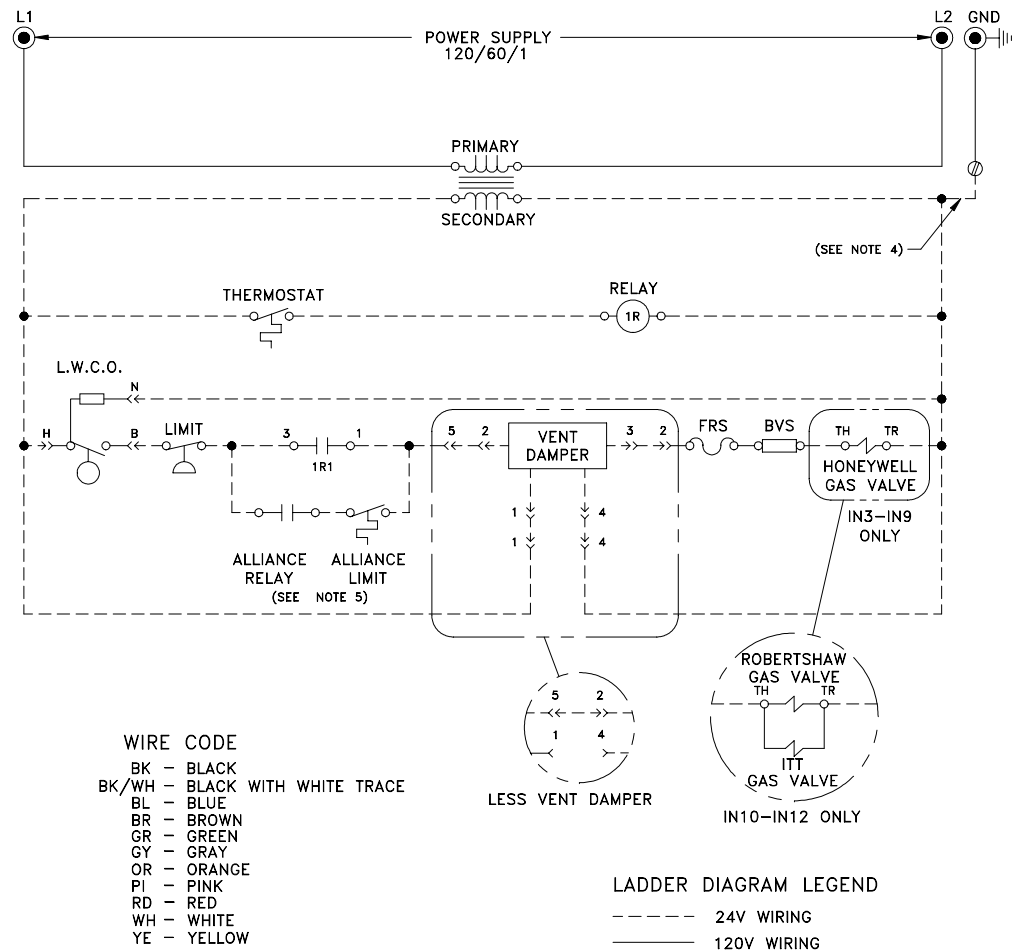 L1
L2 GND
POWER SUPPLY
120/60/1
PRIMARY
SECONDARY
(SEE NOTE 4)
THERMOSTAT
RELAY
1R
L.W.C.O.
N
H
B
LIMIT
3
1
1R1
5
2
VENT
DAMPER
3
2
FRS
BVS
TH
TR
HONEYWELL
GAS VALVE
IN3-IN9
ONLY
1
4
1
4
ALLIANCE
RELAY
ALLIANCE
LIMIT
(SEE NOTE 5)
ROBERTSHAW
GAS VALVE
TH
TR
ITT
GAS VALVE
IN10-IN12 ONLY
5
2
1
4
LESS VENT DAMPER
WIRE CODE
BK - BLACK
BK/WH - BLACK WITH WHITE TRACE
BL - BLUE
BR - BROWN
GR - GREEN
GY - GRAY
OR - ORANGE
PI - PINK
RD - RED
WH - WHITE
YE - YELLOW
LADDER DIAGRAM LEGEND
24V WIRING
120V WIRING